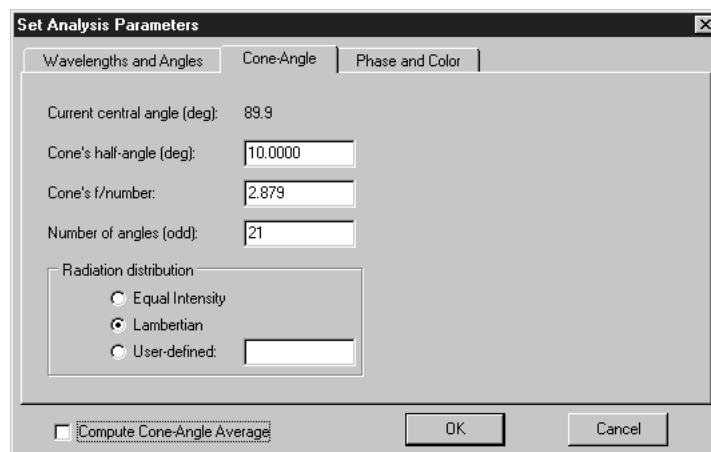 Set Analysis Parameters
Wavelengths and Angles Cone-Angle Phase and Color
Current central angle (deg): 89.9
Cone's half-angle (deg): 10.0000
Cone's f/number: 2.879
Number of angles (odd): 21
Radiation distribution
Equal Intensity
Lambertian
User-defined:
Compute Cone-Angle Average OK Cancel